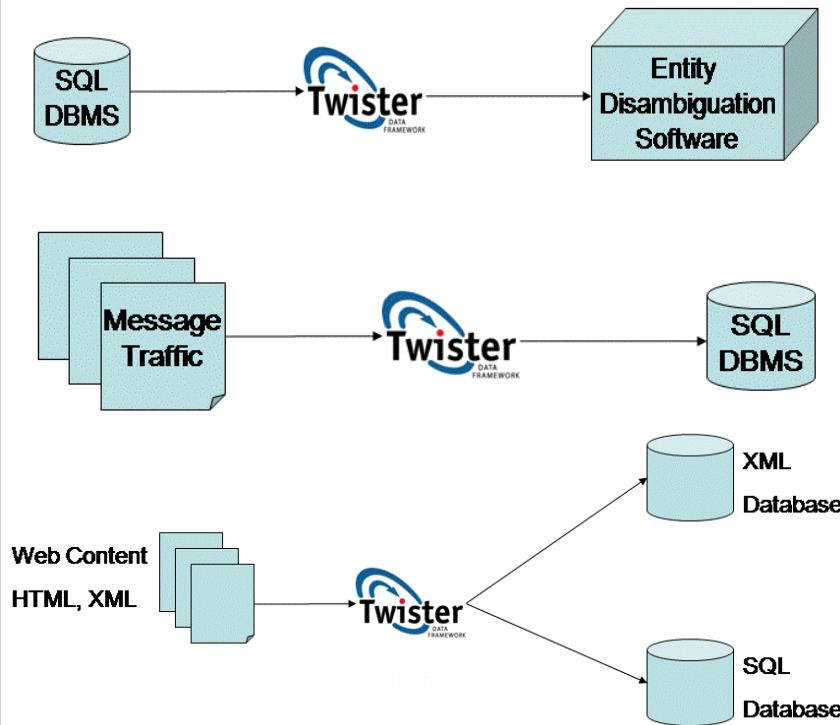 SQL
DBMS
Twister
DATA
FRAMEWORK
Entity
Disambiguation
Software
Message
Traffic
Twister
DATA
FRAMEWORK
SQL
DBMS
Web Content
HTML, XML
Twister
DATA
FRAMEWORK
XML
Database
SQL
Database